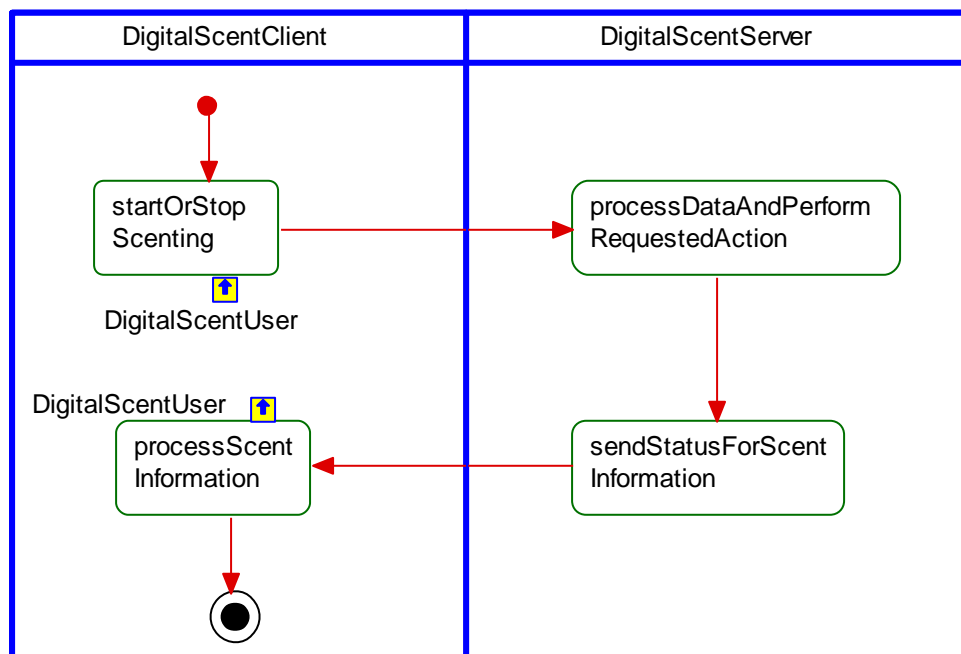 DigitalScentClient
DigitalScentServer
startOrStop
Scenting
processDataAndPerform
RequestedAction
DigitalScentUser
DigitalScentUser
processScent
Information
sendStatusForScent
Information